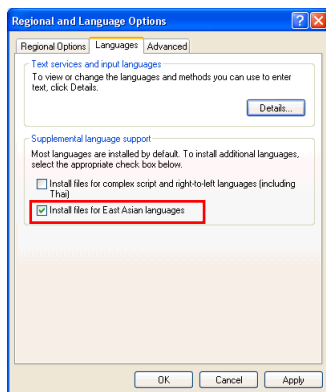 Regional and Language Options
Regional Options Languages Advanced
Text services and input languages
To view or change the languages and methods you can use to enter
text, click Details.
Details...
Supplemental language support
Most languages are installed by default. To install additional languages,
select the appropriate check box below.
Install files for complex script and right-to-left languages (including
Thai)
Install files for East Asian languages
OK Cancel Apply